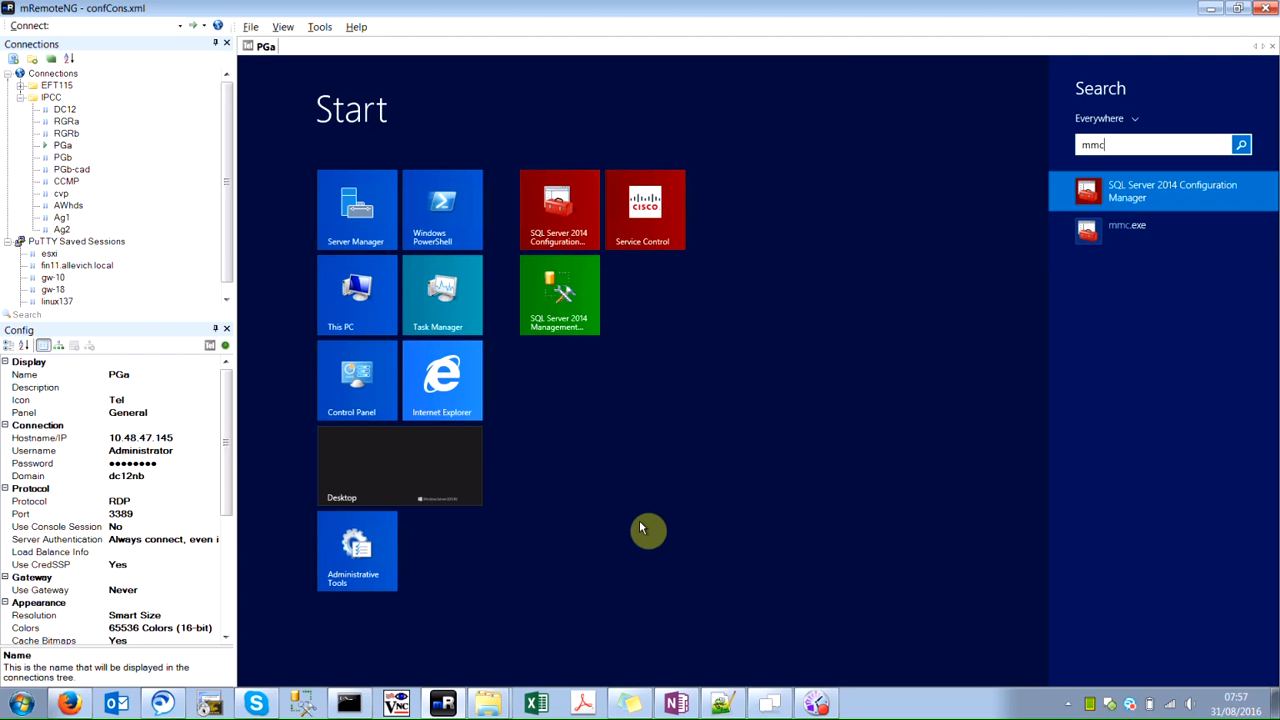 mRemoteNG - confCons.xml
Connect:
File View Tools Help
Connections
PGa
Connections
EFT115
IPCC
DC12
RGRa
RGRb
PGa
PGb
PGb-cad
CCMP
cvp
AWhds
Ag1
Ag2
PuTTY Saved Sessions
esxi
fin11.allevich.local
gw-10
gw-18
linux137
Search
Config
Display
Name PGa
Description
Icon Tel
Panel General
Connection
Hostname/IP 10.48.47.145
Username Administrator
Password ●●●●●●●●
Domain dc12nb
Protocol
Protocol RDP
Port 3389
Use Console Session No
Server Authentication Always connect, even i
Load Balance Info
Use CredSSP Yes
Gateway
Use Gateway Never
Appearance
Resolution Smart Size
Colors 65536 Colors (16-bit)
Cache Bitmaps Yes
Name
This is the name that will be displayed in the
connections tree.
Start
Server Manager
Windows
PowerShell
SQL Server 2014
Configuration...
CISCO
Service Control
This PC
Task Manager
SQL Server 2014
Management...
Control Panel
Internet Explorer
Desktop
Administrative
Tools
Search
Everywhere
mmc
SQL Server 2014 Configuration
Manager
mmc.exe
07:57
31/08/2016